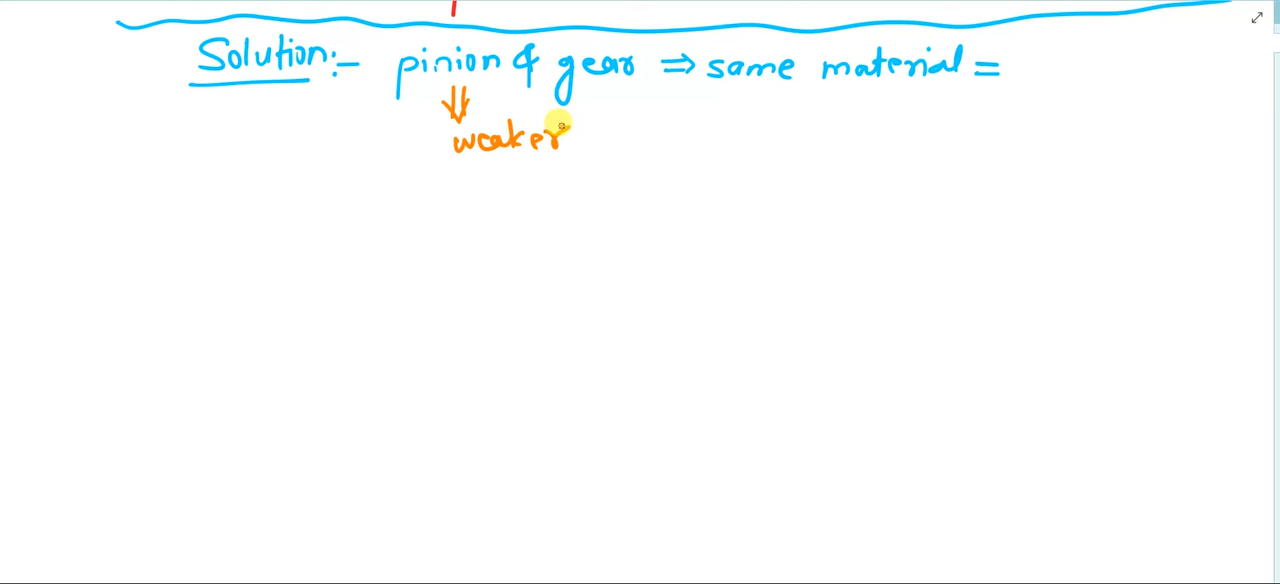 Solution:- pinion & gear ⇒ same material =
⇓
weaker